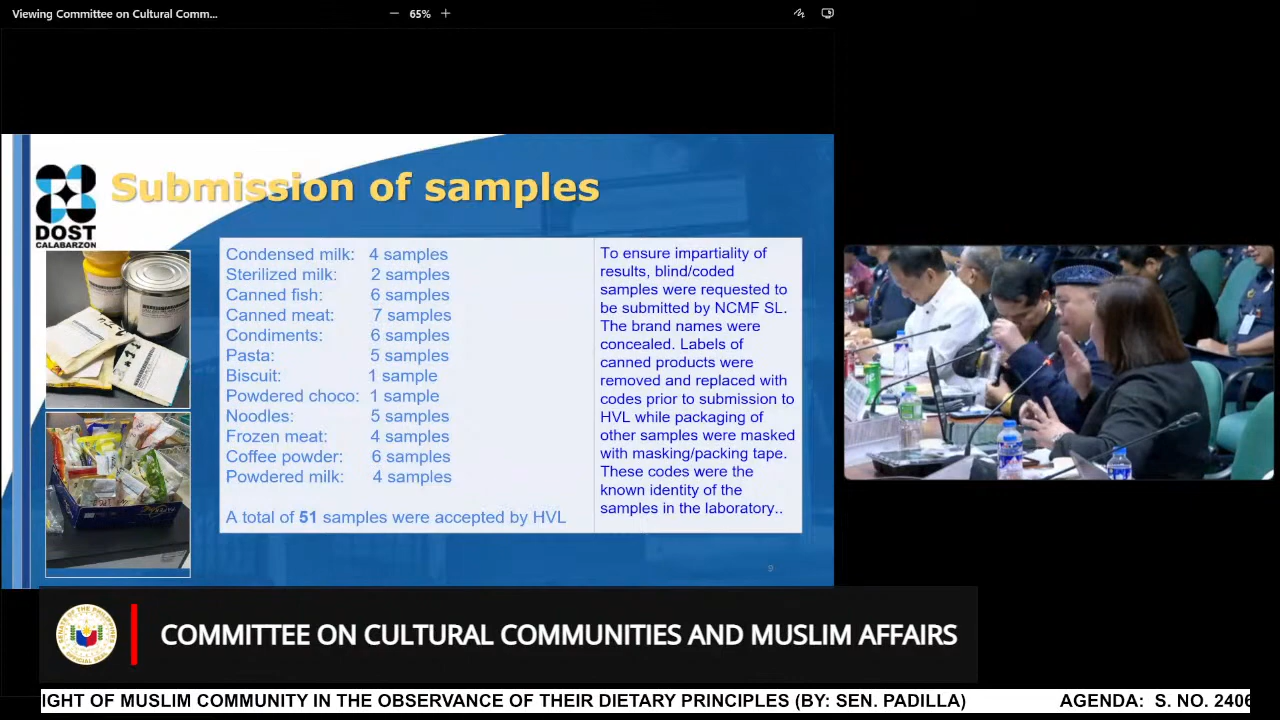 Viewing Committee on Cultural Comm...
65%
Submission of samples
DOST
CALABARZON
Condensed milk: 4 samples
Sterilized milk: 2 samples
Canned fish: 6 samples
Canned meat: 7 samples
Condiments: 6 samples
Pasta: 5 samples
Biscuit: 1 sample
Powdered choco: 1 sample
Noodles: 5 samples
Frozen meat: 4 samples
Coffee powder: 6 samples
Powdered milk: 4 samples
A total of 51 samples were accepted by HVL
To ensure impartiality of
results, blind/coded
samples were requested to
be submitted by NCMF SL.
The brand names were
concealed. Labels of
canned products were
removed and replaced with
codes prior to submission to
HVL while packaging of
other samples were masked
with masking/packing tape.
These codes were the
known identity of the
samples in the laboratory..
9
COMMITTEE ON CULTURAL COMMUNITIES AND MUSLIM AFFAIRS
IGHT OF MUSLIM COMMUNITY IN THE OBSERVANCE OF THEIR DIETARY PRINCIPLES (BY: SEN. PADILLA) AGENDA: S. NO. 2406